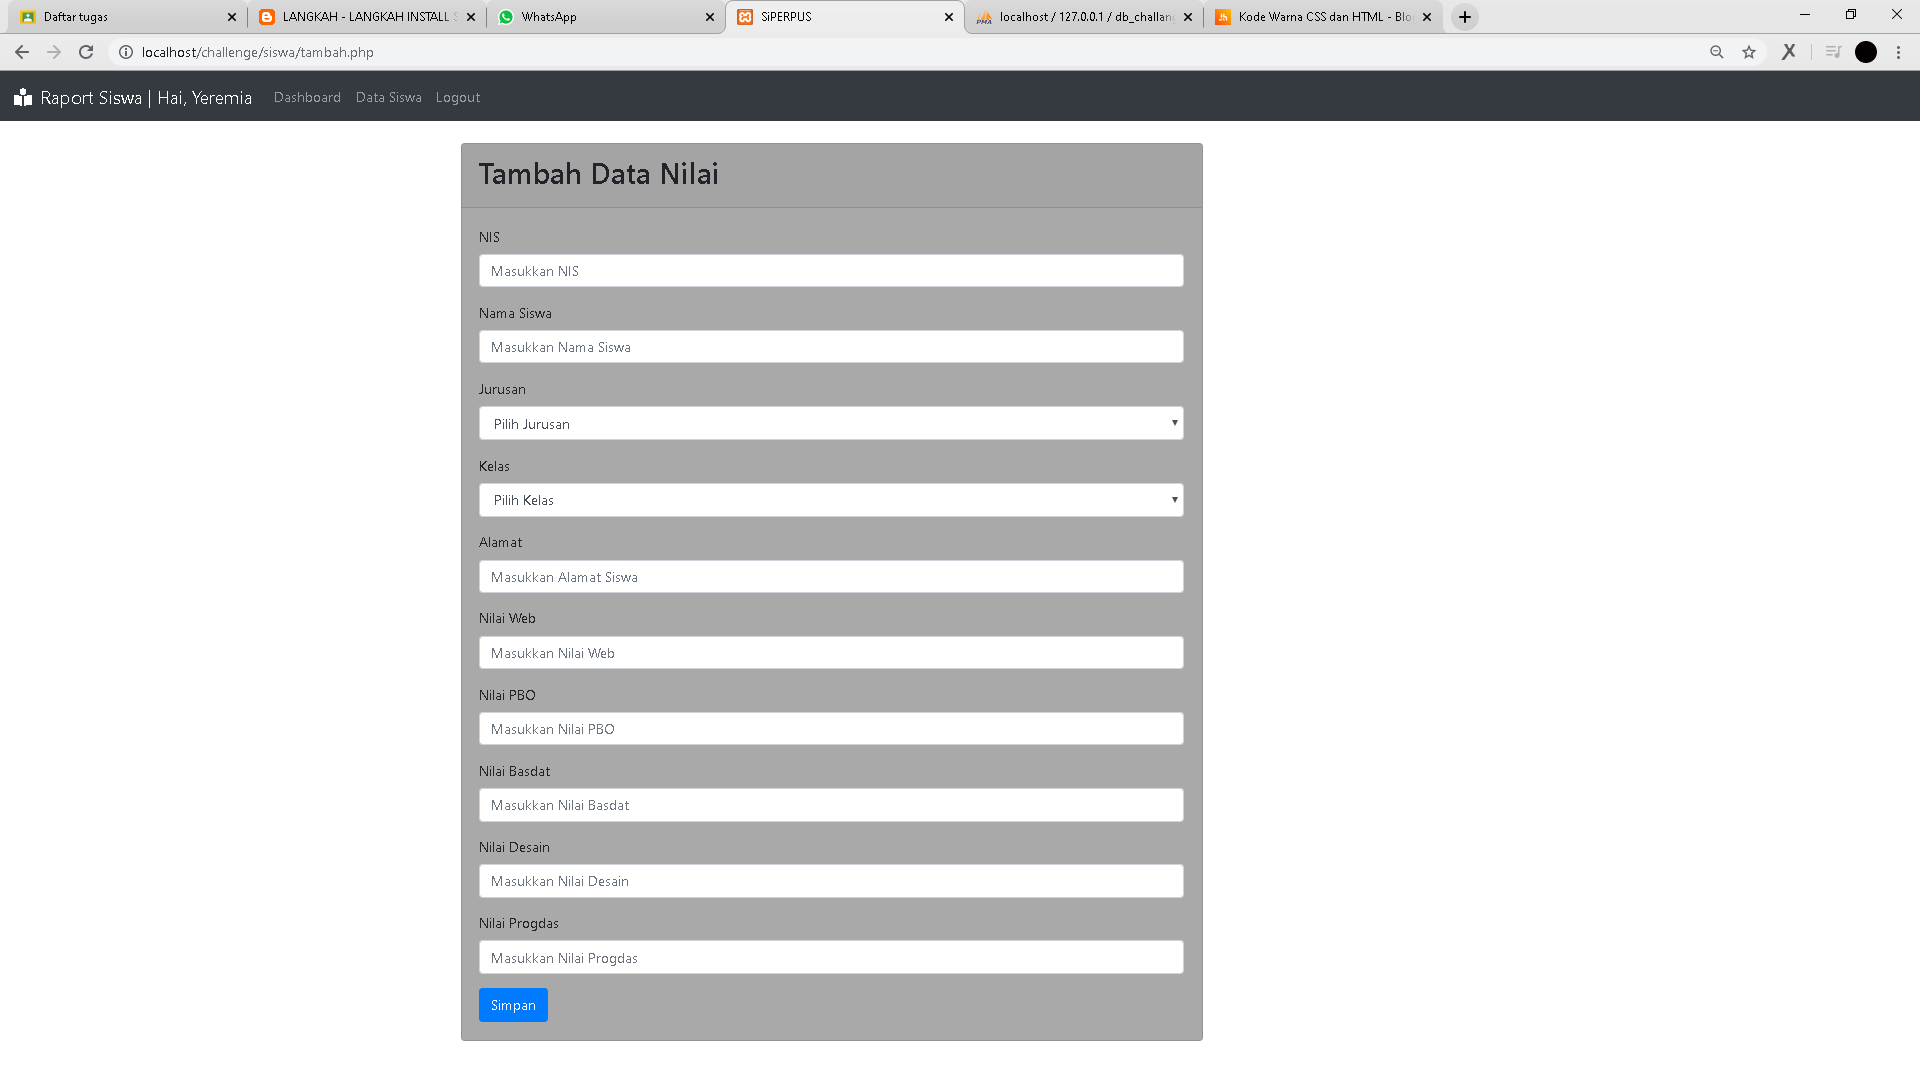 Daftar tugas
LANGKAH - LANGKAH INSTALL S
WhatsApp
SiPERPUS
localhost / 127.0.0.1 / db_challan
Kode Warna CSS dan HTML - Blo
localhost/challenge/siswa/tambah.php
Raport Siswa | Hai, Yeremia Dashboard Data Siswa Logout
Tambah Data Nilai
NIS
Masukkan NIS
Nama Siswa
Masukkan Nama Siswa
Jurusan
Pilih Jurusan
Kelas
Pilih Kelas
Alamat
Masukkan Alamat Siswa
Nilai Web
Masukkan Nilai Web
Nilai PBO
Masukkan Nilai PBO
Nilai Basdat
Masukkan Nilai Basdat
Nilai Desain
Masukkan Nilai Desain
Nilai Progdas
Masukkan Nilai Progdas
Simpan